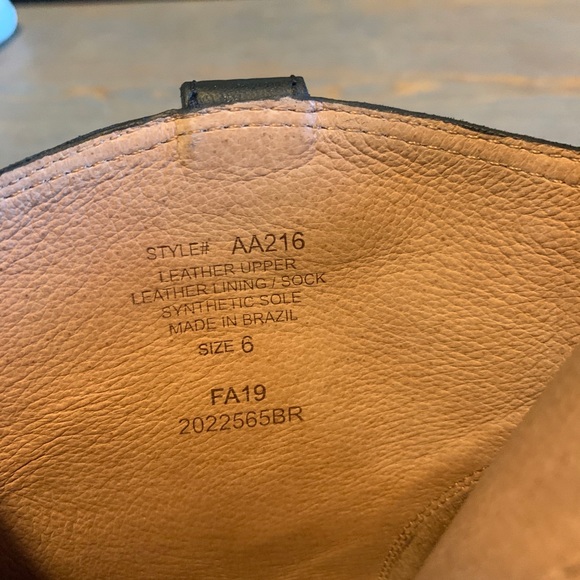 STYLE# AA216
LEATHER UPPER
LEATHER LINING / SOCK
SYNTHETIC SOLE
MADE IN BRAZIL
SIZE 6
FA19
2022565BR